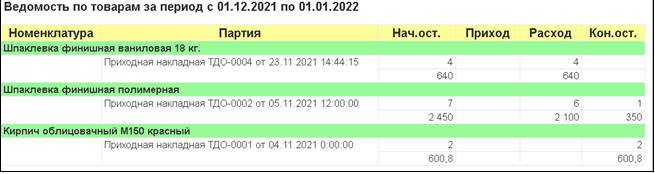 Ведомость по товарам за период с 01.12.2021 по 01.01.2022
Номенклатура Партия Нач.ост. Приход Расход Кон.ост.
Шпаклевка финишная ваниловая 18 кг.
Приходная накладная ТДО-0004 от 23.11.2021 14:44:15 4 4
640 640
Шпаклевка финишная полимерная
Приходная накладная ТДО-0002 от 05.11.2021 12:00:00 7 6 1
2 450 2 100 350
Кирпич облицовачный М150 красный
Приходная накладная ТДО-0001 от 04.11.2021 0:00:00 2 2
600,8 600,8